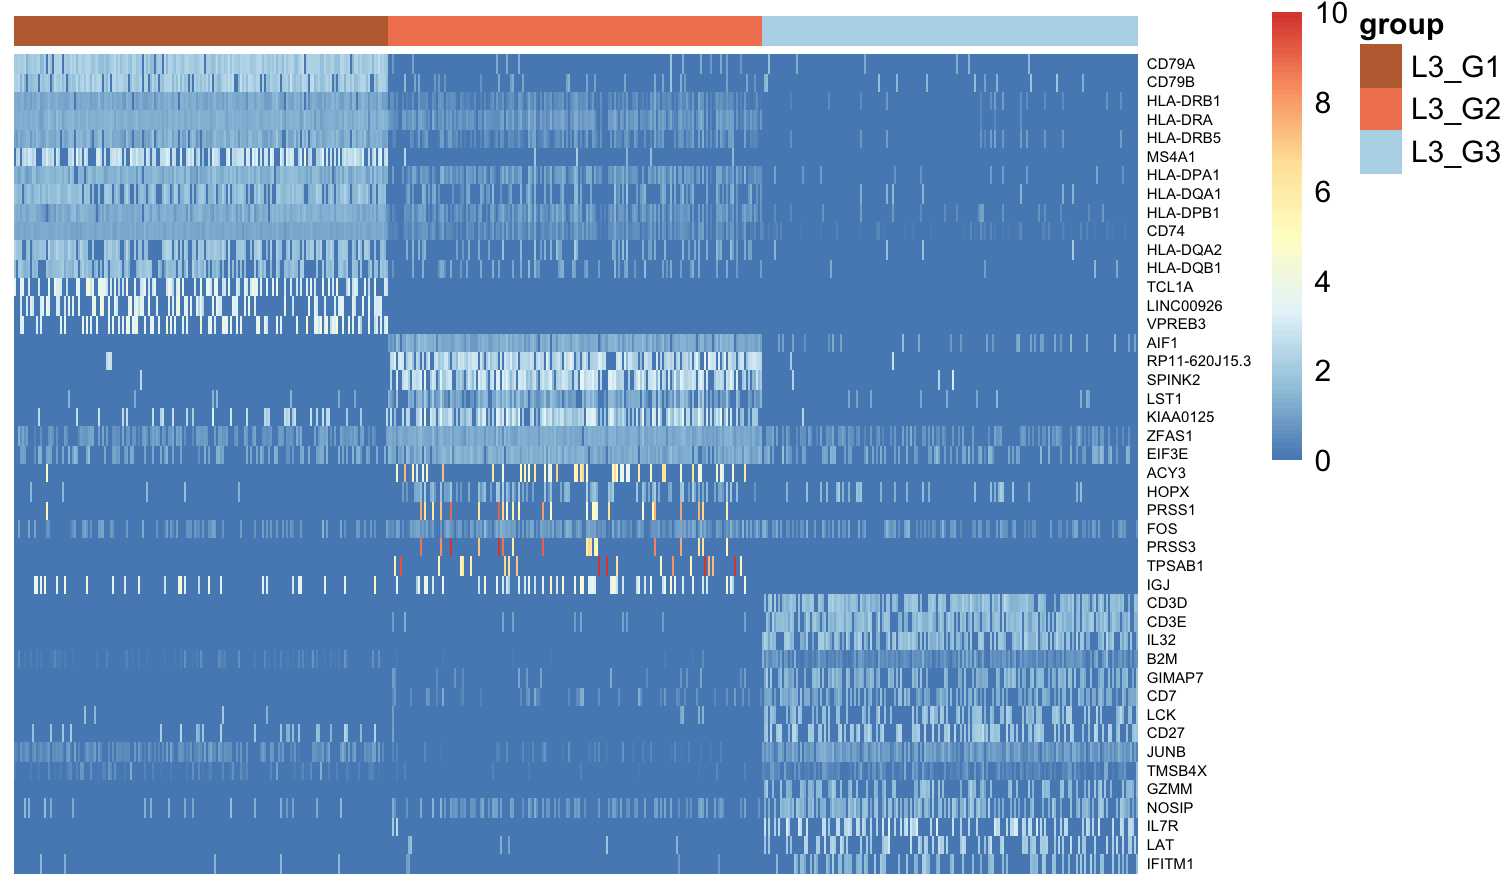 CD79A
CD79B
HLA-DRB1
HLA-DRA
HLA-DRB5
MS4A1
HLA-DPA1
HLA-DQA1
HLA-DPB1
CD74
HLA-DQA2
HLA-DQB1
TCL1A
LINC00926
VPREB3
AIF1
RP11-620J15.3
SPINK2
LST1
KIAA0125
ZFAS1
EIF3E
ACY3
HOPX
PRSS1
FOS
PRSS3
TPSAB1
IGJ
CD3D
CD3E
IL32
B2M
GIMAP7
CD7
LCK
CD27
JUNB
TMSB4X
GZMM
NOSIP
IL7R
LAT
IFITM1
10
8
6
4
2
0
group
L3_G1
L3_G2
L3_G3